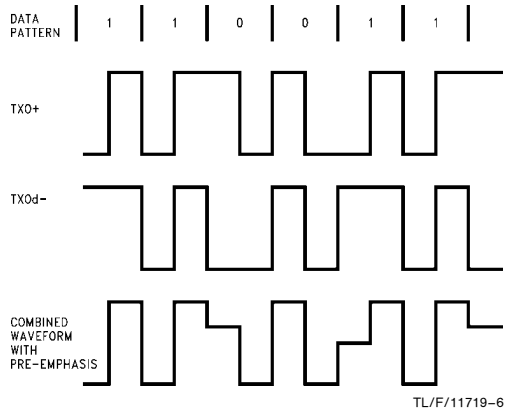 DATA
PATTERN
1 1 0 0 1 1
TXO+
TXOd-
COMBINED
WAVEFORM
WITH
PRE-EMPHASIS
TL/F/11719-6